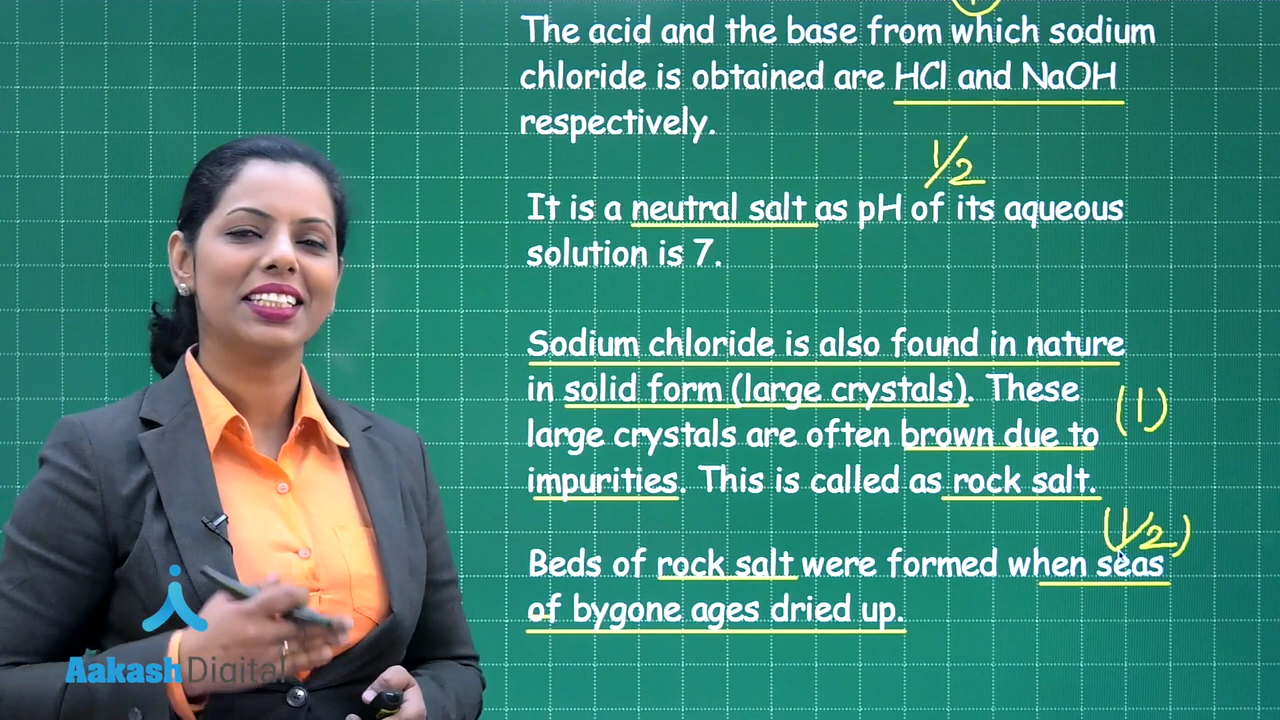 The acid and the base from which sodium
chloride is obtained are HCl and NaOH
respectively.
1/2
It is a neutral salt as pH of its aqueous
solution is 7.
Sodium chloride is also found in nature
in solid form (large crystals). These
(1)
large crystals are often brown due to
impurities. This is called as rock salt.
(1/2)
Beds of rock salt were formed when seas
of bygone ages dried up.
Aakash Digital